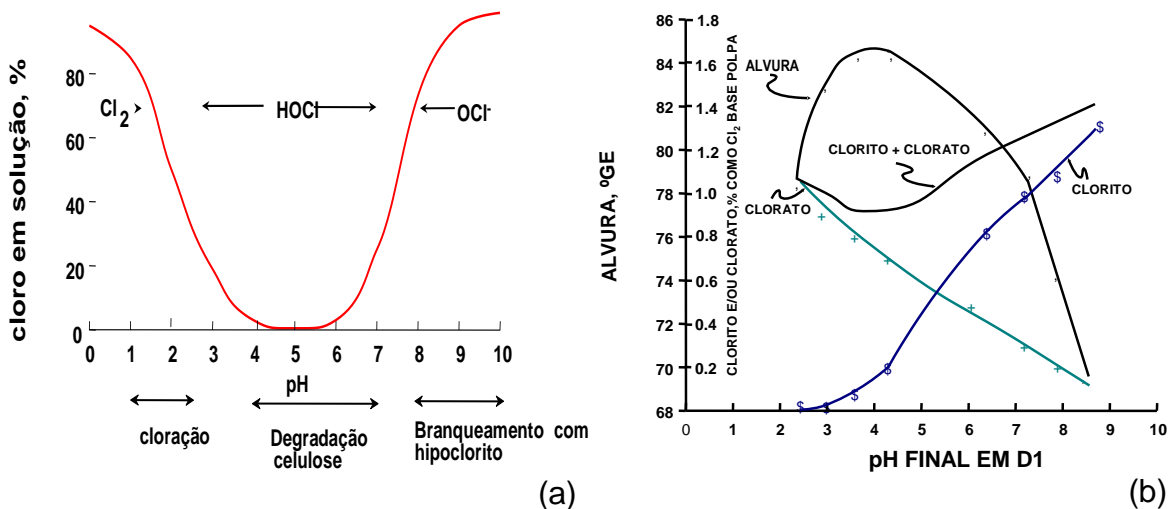 cloro em solução, %
80
60
40
20
0
Cl2
HOCl
OCl-
0 1 2 3 4 5 6 7 8 9 10
pH
cloração
Degradação
celulose
Branqueamento com
hipoclorito
(a)
ALVURA, ºGE
86
84
82
80
78
76
74
72
70
68
CLORITO E/OU CLORATO,% COMO Cl2 BASE POLPA
1.8
1.6
1.4
1.2
1.0
0.8
0.6
0.4
0.2
ALVURA
CLORITO + CLORATO
CLORATO
CLORITO
0 1 2 3 4 5 6 7 8 9 10
pH FINAL EM D1
(b)